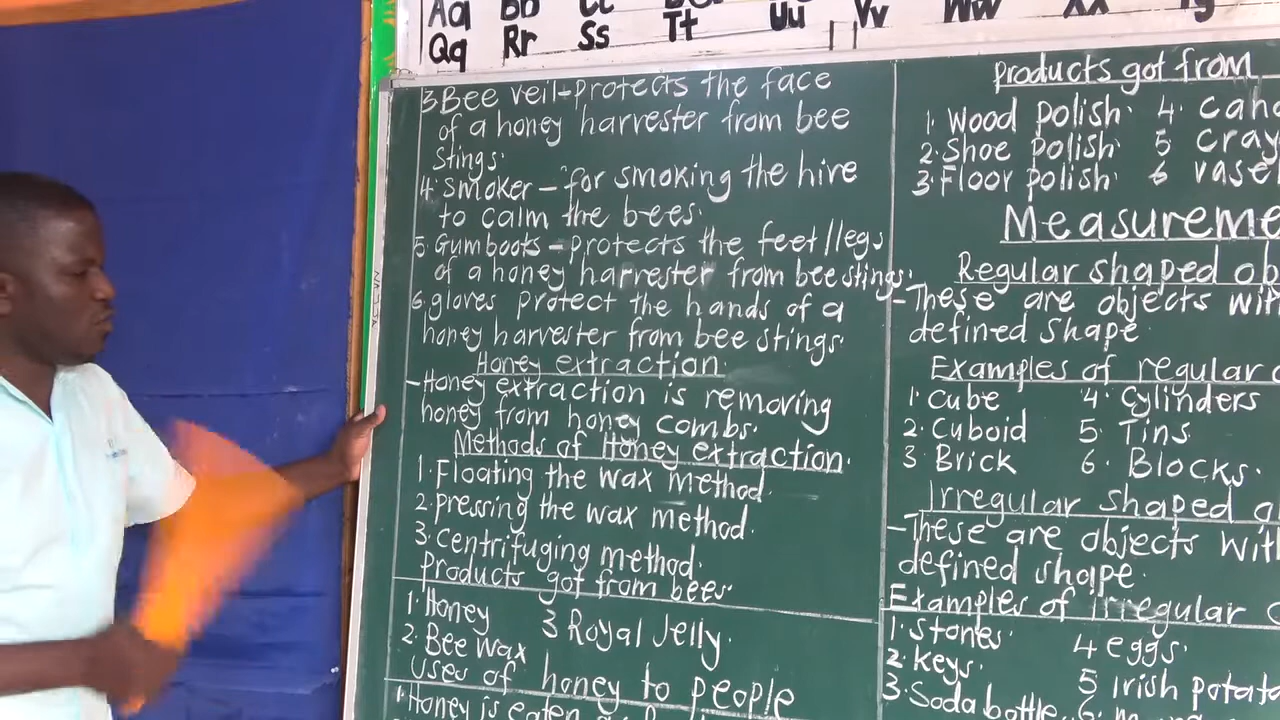 Aa Bb Cc Tt Uu Vv Ww Xx
Qq Rr Ss
3. Bee veil - Protects the face
of a honey harvester from bee
stings.
4. Smoker - for smoking the hive
to calm the bees.
5. Gumboots - protects the feet/legs
of a honey harvester from bee stings.
6. gloves protect the hands of a
honey harvester from bee stings.
Honey extraction.
- Honey extraction is removing
honey from honey combs.
Methods of Honey extraction.
1. Floating the wax method.
2. pressing the wax method.
3. centrifuging method.
Products got from bees.
1. Honey 3 Royal Jelly.
2. Bee wax
Uses of honey to people
1. Honey is eaten
Products got from
1. Wood polish. 4.
2. Shoe polish. 5
3. Floor polish. 6
Regular shaped
- These are objects
defined shape.
Examples of regular
1. Cube 4. Cylinders
2. Cuboid 5. Tins
3. Brick 6. Blocks.
Irregular shaped
- These are objects
defined shape.
Examples of irregular
1. Stones. 4 eggs.
2. Keys. 5 Irish
3. Soda bottle. 6.